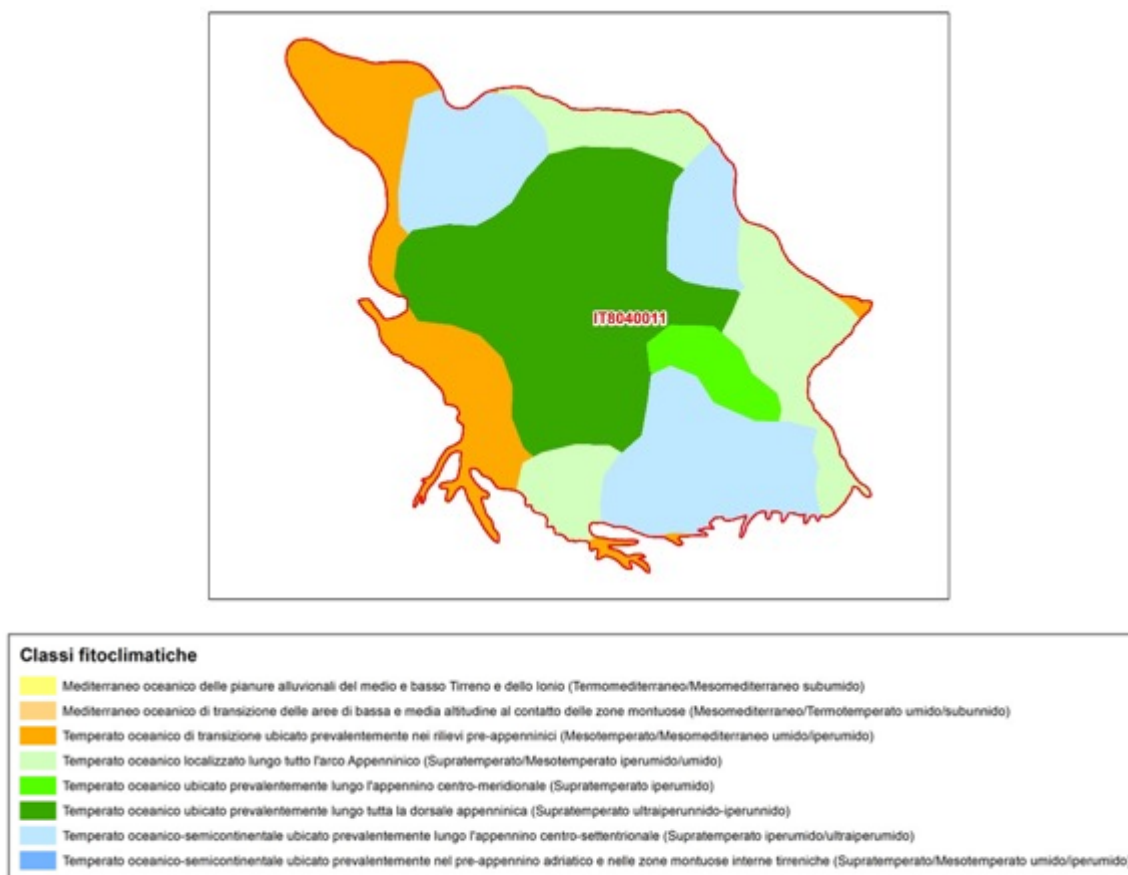 IT8040011
Classi fitoclimatiche
Mediterraneo oceanico delle pianure alluvionali del medio e basso Tirreno e dello Ionio (Termomediterraneo/Mesomediterraneo subumido)
Mediterraneo oceanico di transizione delle aree di bassa e media altitudine al contatto delle zone montuose (Mesomediterraneo/Termotemperato umido/subunnido)
Temperato oceanico di transizione ubicato prevalentemente nei rilievi pre-appenninici (Mesotemperato/Mesomediterraneo umido/iperumido)
Temperato oceanico localizzato lungo tutto l'arco Appenninico (Supratemperato/Mesotemperato iperumido/umido)
Temperato oceanico ubicato prevalentemente lungo l'appennino centro-meridionale (Supratemperato iperumido)
Temperato oceanico ubicato prevalentemente lungo tutta la dorsale appenninica (Supratemperato ultraiperunnido-iperunnido)
Temperato oceanico-semicontinentale ubicato prevalentemente lungo l'appennino centro-settentrionale (Supratemperato iperumido/ultraiperumido)
Temperato oceanico-semicontinentale ubicato prevalentemente nel pre-appennino adriatico e nelle zone montuose interne tirreniche (Supratemperato/Mesotemperato umido/iperumido)